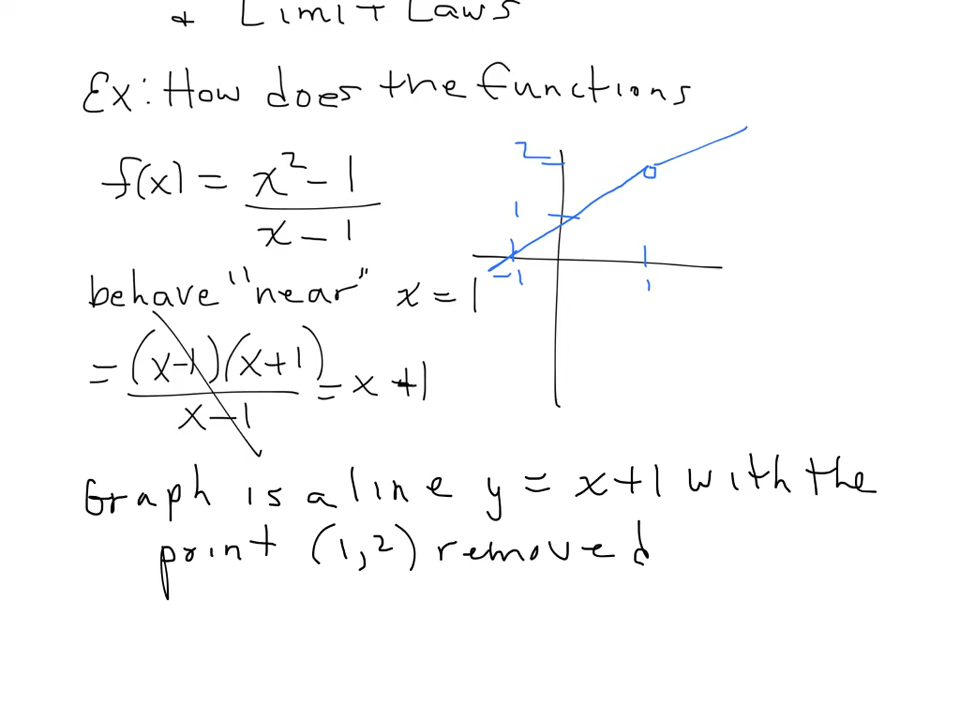 & Limit Laws
Ex: How does the functions
f(x) = x² - 1
x - 1
behave "near" x = 1
= (x-1)(x+1) = x + 1
x - 1
Graph is a line y = x+1 with the
print (1,2) removed
2
1
-1
1